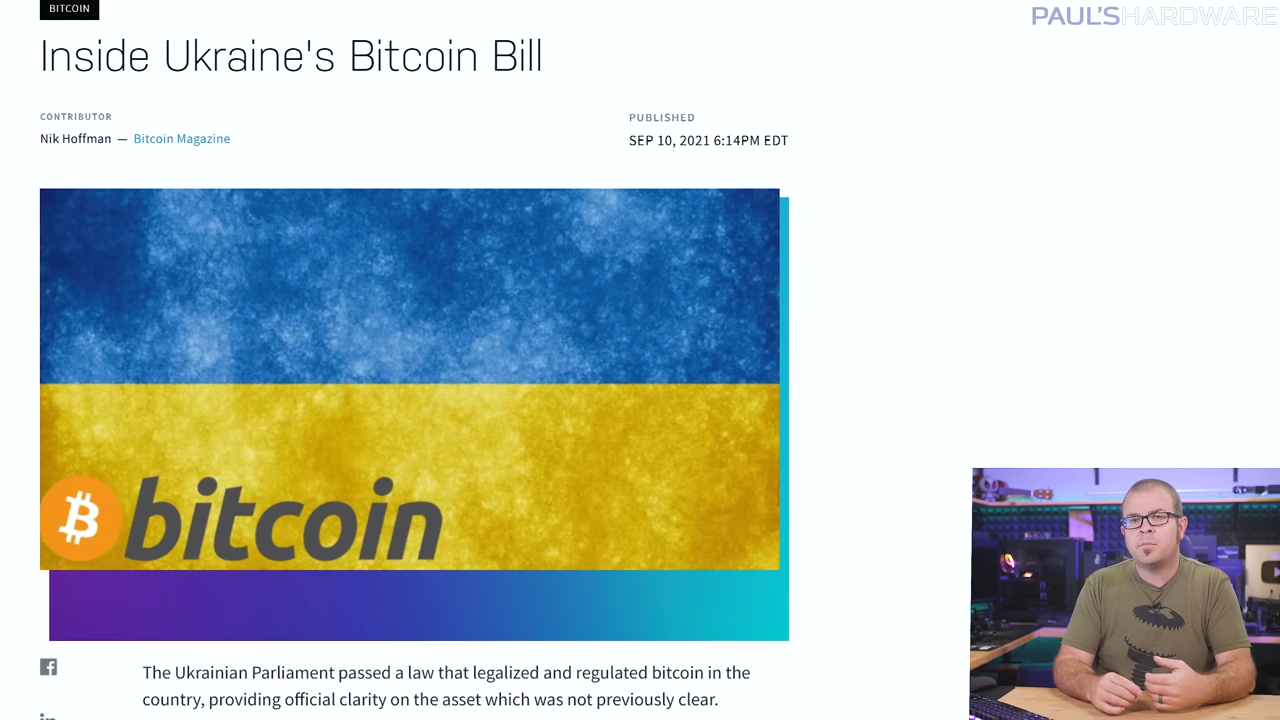 BITCOIN
PAUL'SHARDWARE
Inside Ukraine's Bitcoin Bill
CONTRIBUTOR
PUBLISHED
Nik Hoffman — Bitcoin Magazine
SEP 10, 2021 6:14PM EDT
bitcoin
The Ukrainian Parliament passed a law that legalized and regulated bitcoin in the
country, providing official clarity on the asset which was not previously clear.